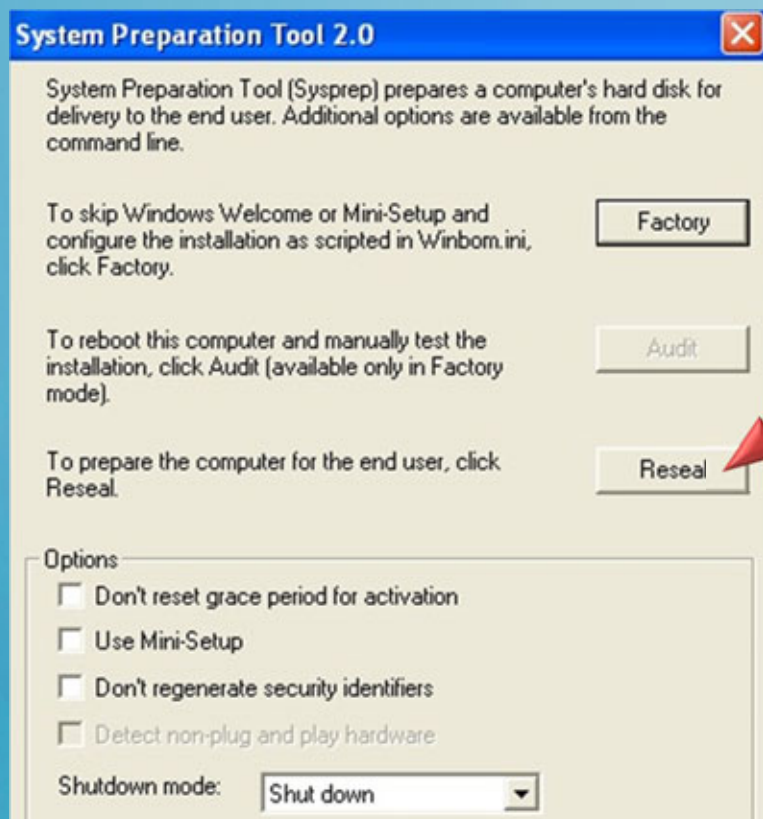 System Preparation Tool 2.0
System Preparation Tool (Sysprep) prepares a computer's hard disk for
delivery to the end user. Additional options are available from the
command line.
To skip Windows Welcome or Mini-Setup and
configure the installation as scripted in Winbom.ini,
click Factory.
Factory
To reboot this computer and manually test the
installation, click Audit (available only in Factory
mode).
Audit
To prepare the computer for the end user, click
Reseal.
Reseal
Options
Don't reset grace period for activation
Use Mini-Setup
Don't regenerate security identifiers
Detect non-plug and play hardware
Shutdown mode:
Shut down